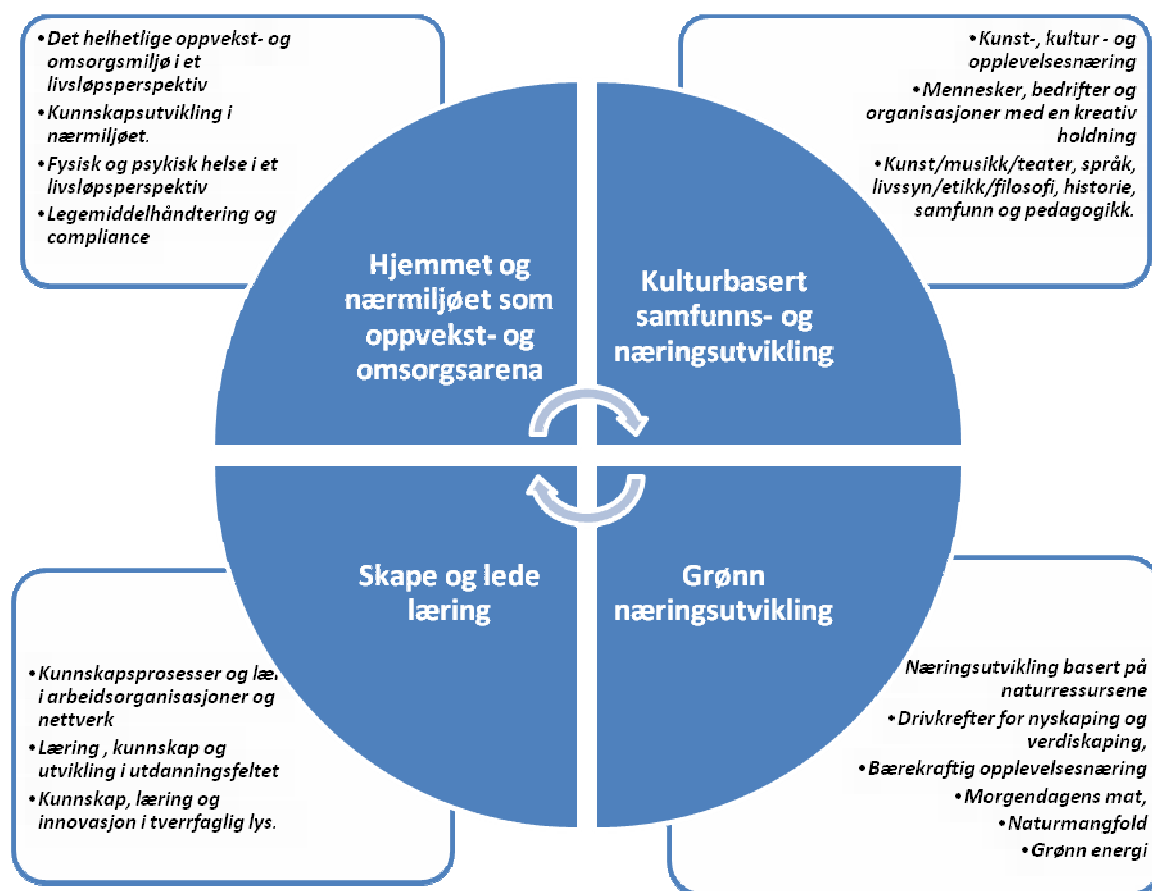 •Det helhetlige oppvekst- og
omsorgsmiljø i et
livsløpsperspektiv
•Kunnskapsutvikling i
nærmiljøet.
•Fysisk og psykisk helse i et
livsløpsperspektiv
•Legemiddelhåndtering og
compliance
•Kunst-, kultur - og
opplevelsesnæring
•Mennesker, bedrifter og
organisasjoner med en kreativ
holdning
•Kunst/musikk/teater, språk,
livssyn/etikk/filosofi, historie,
samfunn og pedagogikk.
Hjemmet og
nærmiljøet som
oppvekst- og
omsorgsarena
Kulturbasert
samfunns- og
næringsutvikling
Skape og lede
læring
Grønn
næringsutvikling
•Kunnskapsprosesser og
i arbeidsorganisasjoner og
nettverk
•Læring , kunnskap og
utvikling i utdanningsfeltet
•Kunnskap, læring og
innovasjon i tverrfaglig lys.
Næringsutvikling basert på
naturressursene
•Drivkrefter for nyskaping og
verdiskaping,
•Bærekraftig opplevelsesnæring
•Morgendagens mat,
•Naturmangfold
•Grønn energi